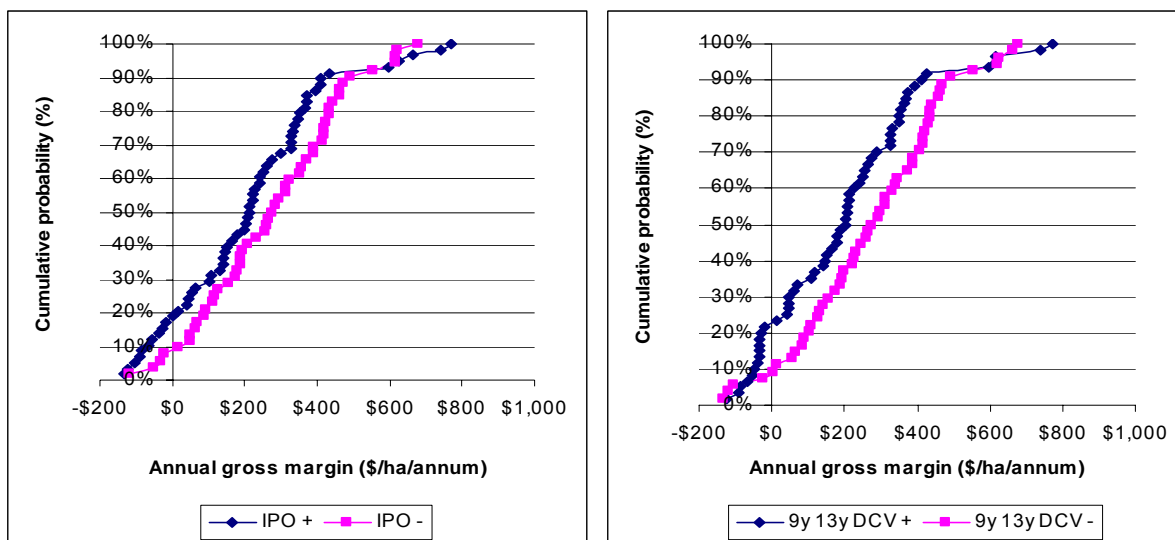 100%
90%
80%
70%
60%
50%
40%
30%
20%
10%
0%
Cumulative probability (%)
-$200 $0 $200 $400 $600 $800 $1,000
Annual gross margin ($/ha/annum)
IPO + IPO -
100%
90%
80%
70%
60%
50%
40%
30%
20%
10%
0%
Cumulative probability (%)
-$200 $0 $200 $400 $600 $800 $1,000
Annual gross margin ($/ha/annum)
9y 13y DCV + 9y 13y DCV -